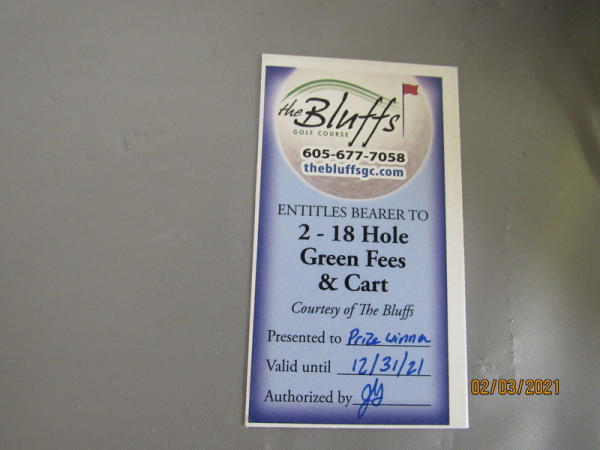 the Bluffs
GOLF COURSE
605-677-7058
thebluffsgc.com
ENTITLES BEARER TO
2 - 18 Hole
Green Fees
& Cart
Courtesy of The Bluffs
Presented to Prize winner
Valid until 12/31/21
Authorized by
02/03/2021